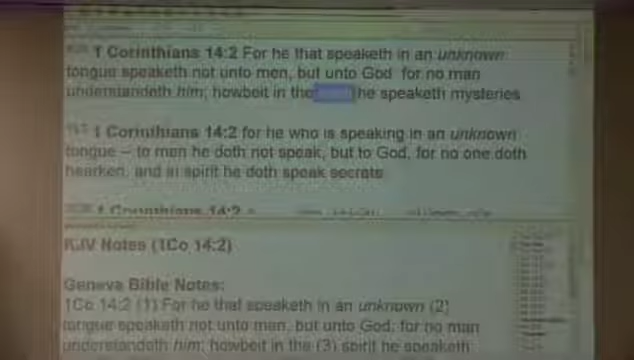 1 Corinthians 14:2 For he that speaketh in an unknown
tongue speaketh not unto men, but unto God for no man
understandeth him; howbeit in the he speaketh mysteries
1 Corinthians 14:2 for he who is speaking in an unknown
tongue -- to men he doth not speak, but to God, for no one doth
hearken, and in spirit he doth speak secrets
1 Corinthians 14:2
KJV Notes (1Co 14:2)
Geneva Bible Notes:
1Co 14:2 (1) For he that speaketh in an unknown (2)
tongue speaketh not unto men, but unto God: for no man
understandeth him; howbeit in the (3) spirit he speaketh